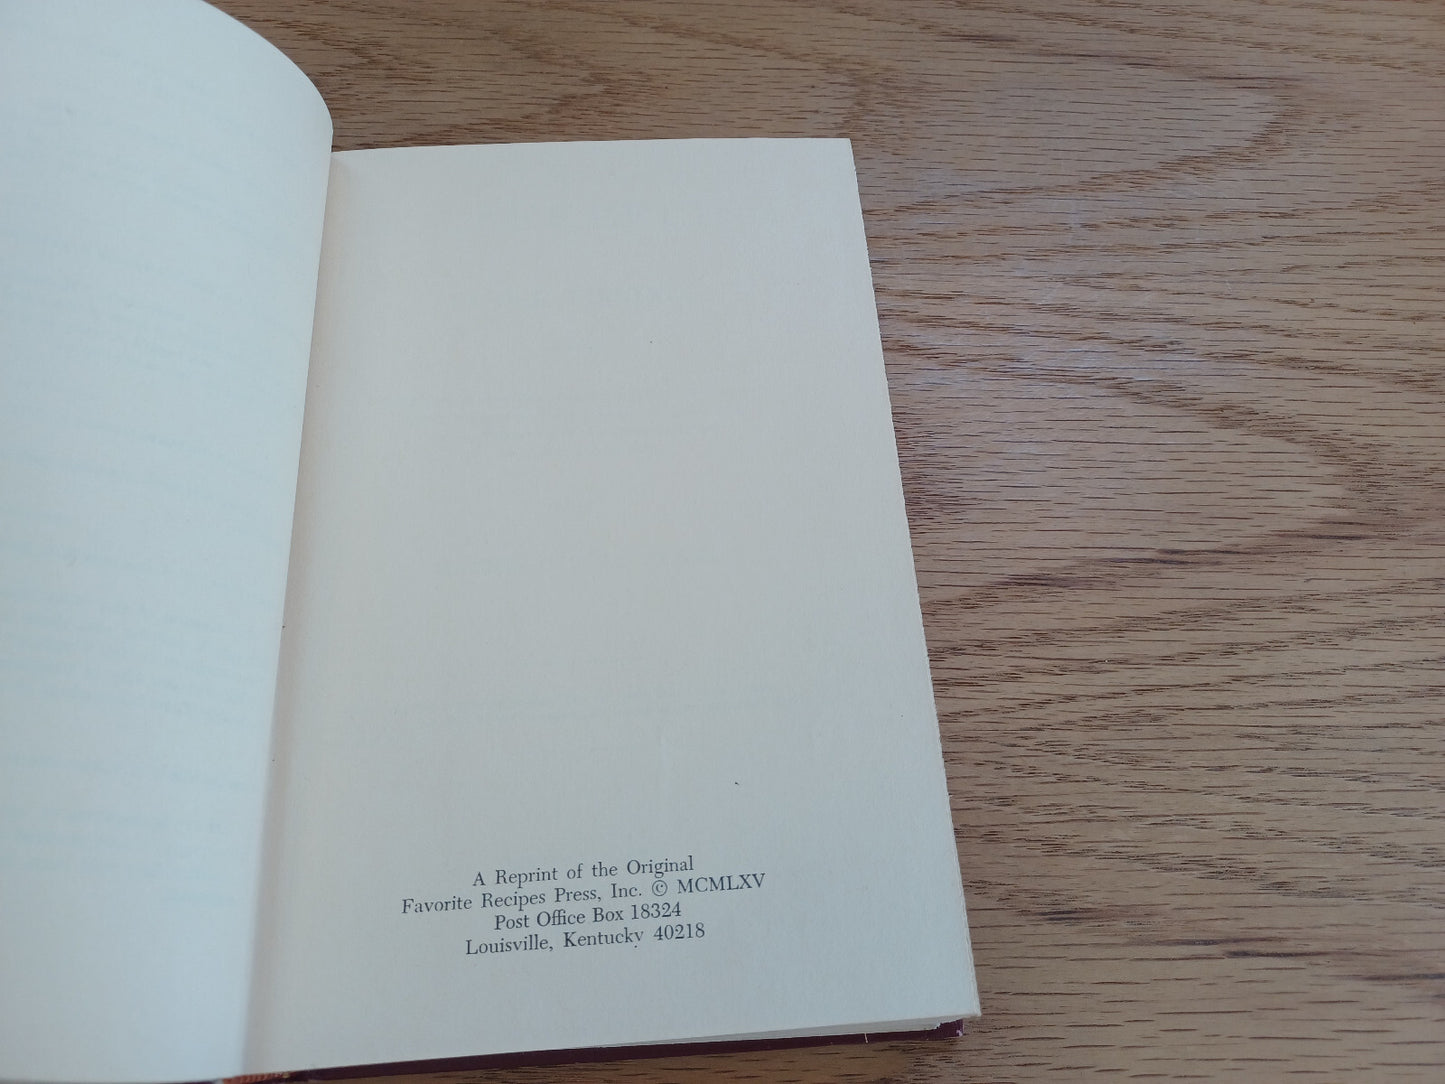 A Reprint of the Original
Favorite Recipes Press, Inc. © MCMLXV
Post Office Box 18324
Louisville, Kentucky 40218